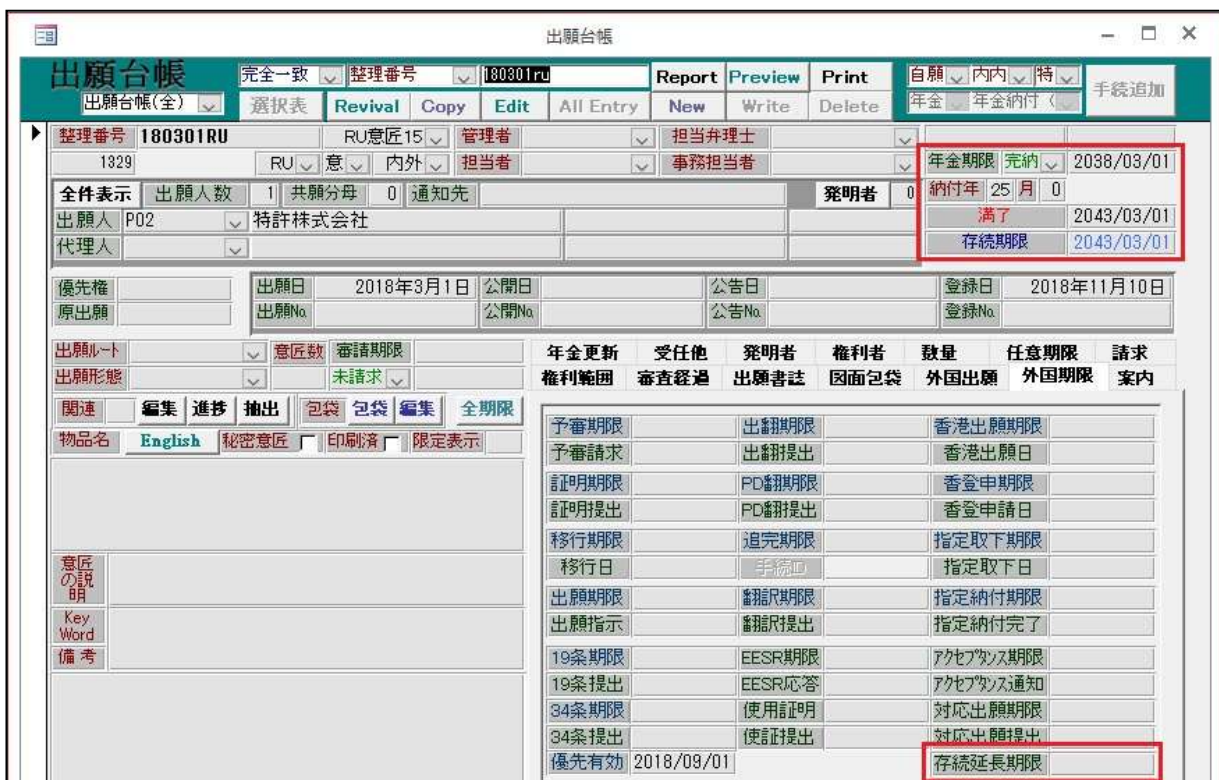 出願台帳
出願台帳 完全一致 整理番号 180301ru Report Preview Print 自願 内内 特 手続追加
出願台帳(全) 選択表 Revival Copy Edit All Entry New Write Delete 年金 年金納付 (
整理番号 180301RU RU意匠15 管理者 担当弁理士
1329 RU 意 内外 担当者 事務担当者 年金期限 完納 2038/03/01
全件表示 出願人数 1 共願分母 0 通知先 発明者 0 納付年 25 月 0
出願人 P02 特許株式会社 満了 2043/03/01
代理人 存続期限 2043/03/01
優先権 出願日 2018年3月1日 公開日 公告日 登録日 2018年11月10日
原出願 出願No. 公開No. 公告No. 登録No.
出願ルート 意匠数 審請期限 年金更新 受任他 発明者 権利者 数量 任意期限 請求
出願形態 未請求 権利範囲 審査経過 出願書誌 図面包袋 外国出願 外国期限 案内
関連 編集 進捗 抽出 包袋 包袋 編集 全期限
物品名 English 秘密意匠 印刷済 限定表示
予審期限 出翻期限 香港出願期限
予審請求 出翻提出 香港出願日
証明期限 PD翻期限 香登申期限
証明提出 PD翻提出 香登申請日
移行期限 追完期限 指定取下期限
移行日 手続ID 指定取下日
意匠の説明
出願期限 翻訳期限 指定納付期限
出願指示 翻訳提出 指定納付完了
Key Word
備考
19条期限 EESR期限 アクセプタンス期限
19条提出 EESR応答 アクセプタンス通知
34条期限 使用証明 対応出願期限
34条提出 使証提出 対応出願提出
優先有効 2018/09/01 存続延長期限